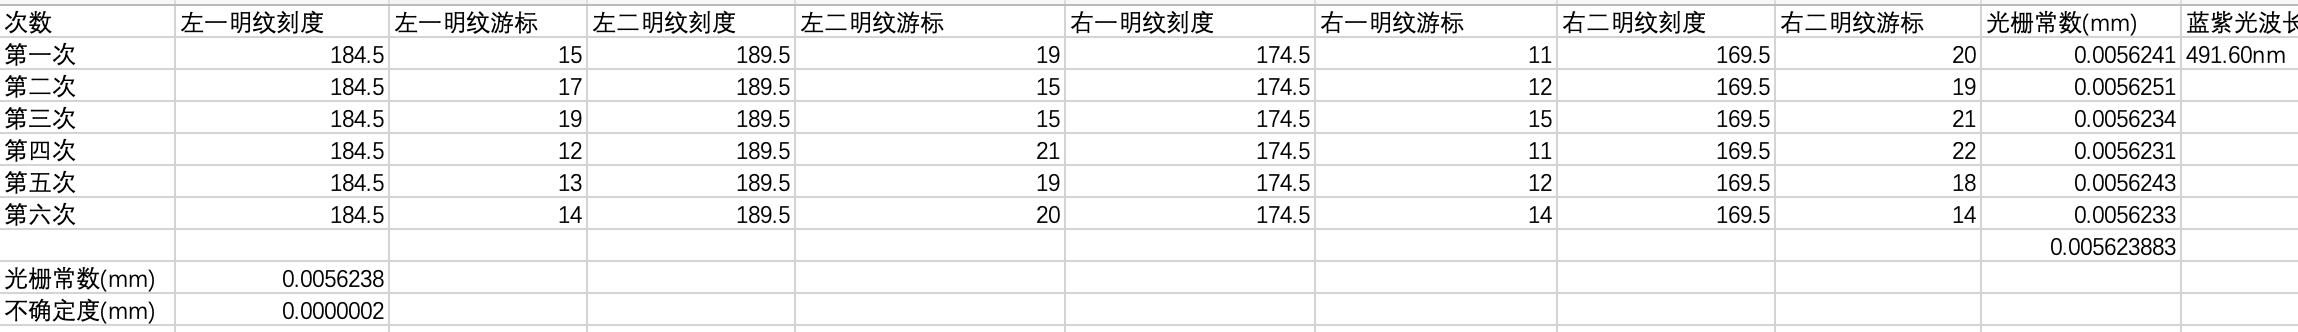 次数 左一明纹刻度 左一明纹游标 左二明纹刻度 左二明纹游标 右一明纹刻度 右一明纹游标 右二明纹刻度 右二明纹游标 光栅常数(mm) 蓝紫光波长
第一次 184.5 15 189.5 19 174.5 11 169.5 20 0.0056241 491.60nm
第二次 184.5 17 189.5 15 174.5 12 169.5 19 0.0056251
第三次 184.5 19 189.5 15 174.5 15 169.5 21 0.0056234
第四次 184.5 12 189.5 21 174.5 11 169.5 22 0.0056231
第五次 184.5 13 189.5 19 174.5 12 169.5 18 0.0056243
第六次 184.5 14 189.5 20 174.5 14 169.5 14 0.0056233
0.005623883
光栅常数(mm) 0.0056238
不确定度(mm) 0.0000002